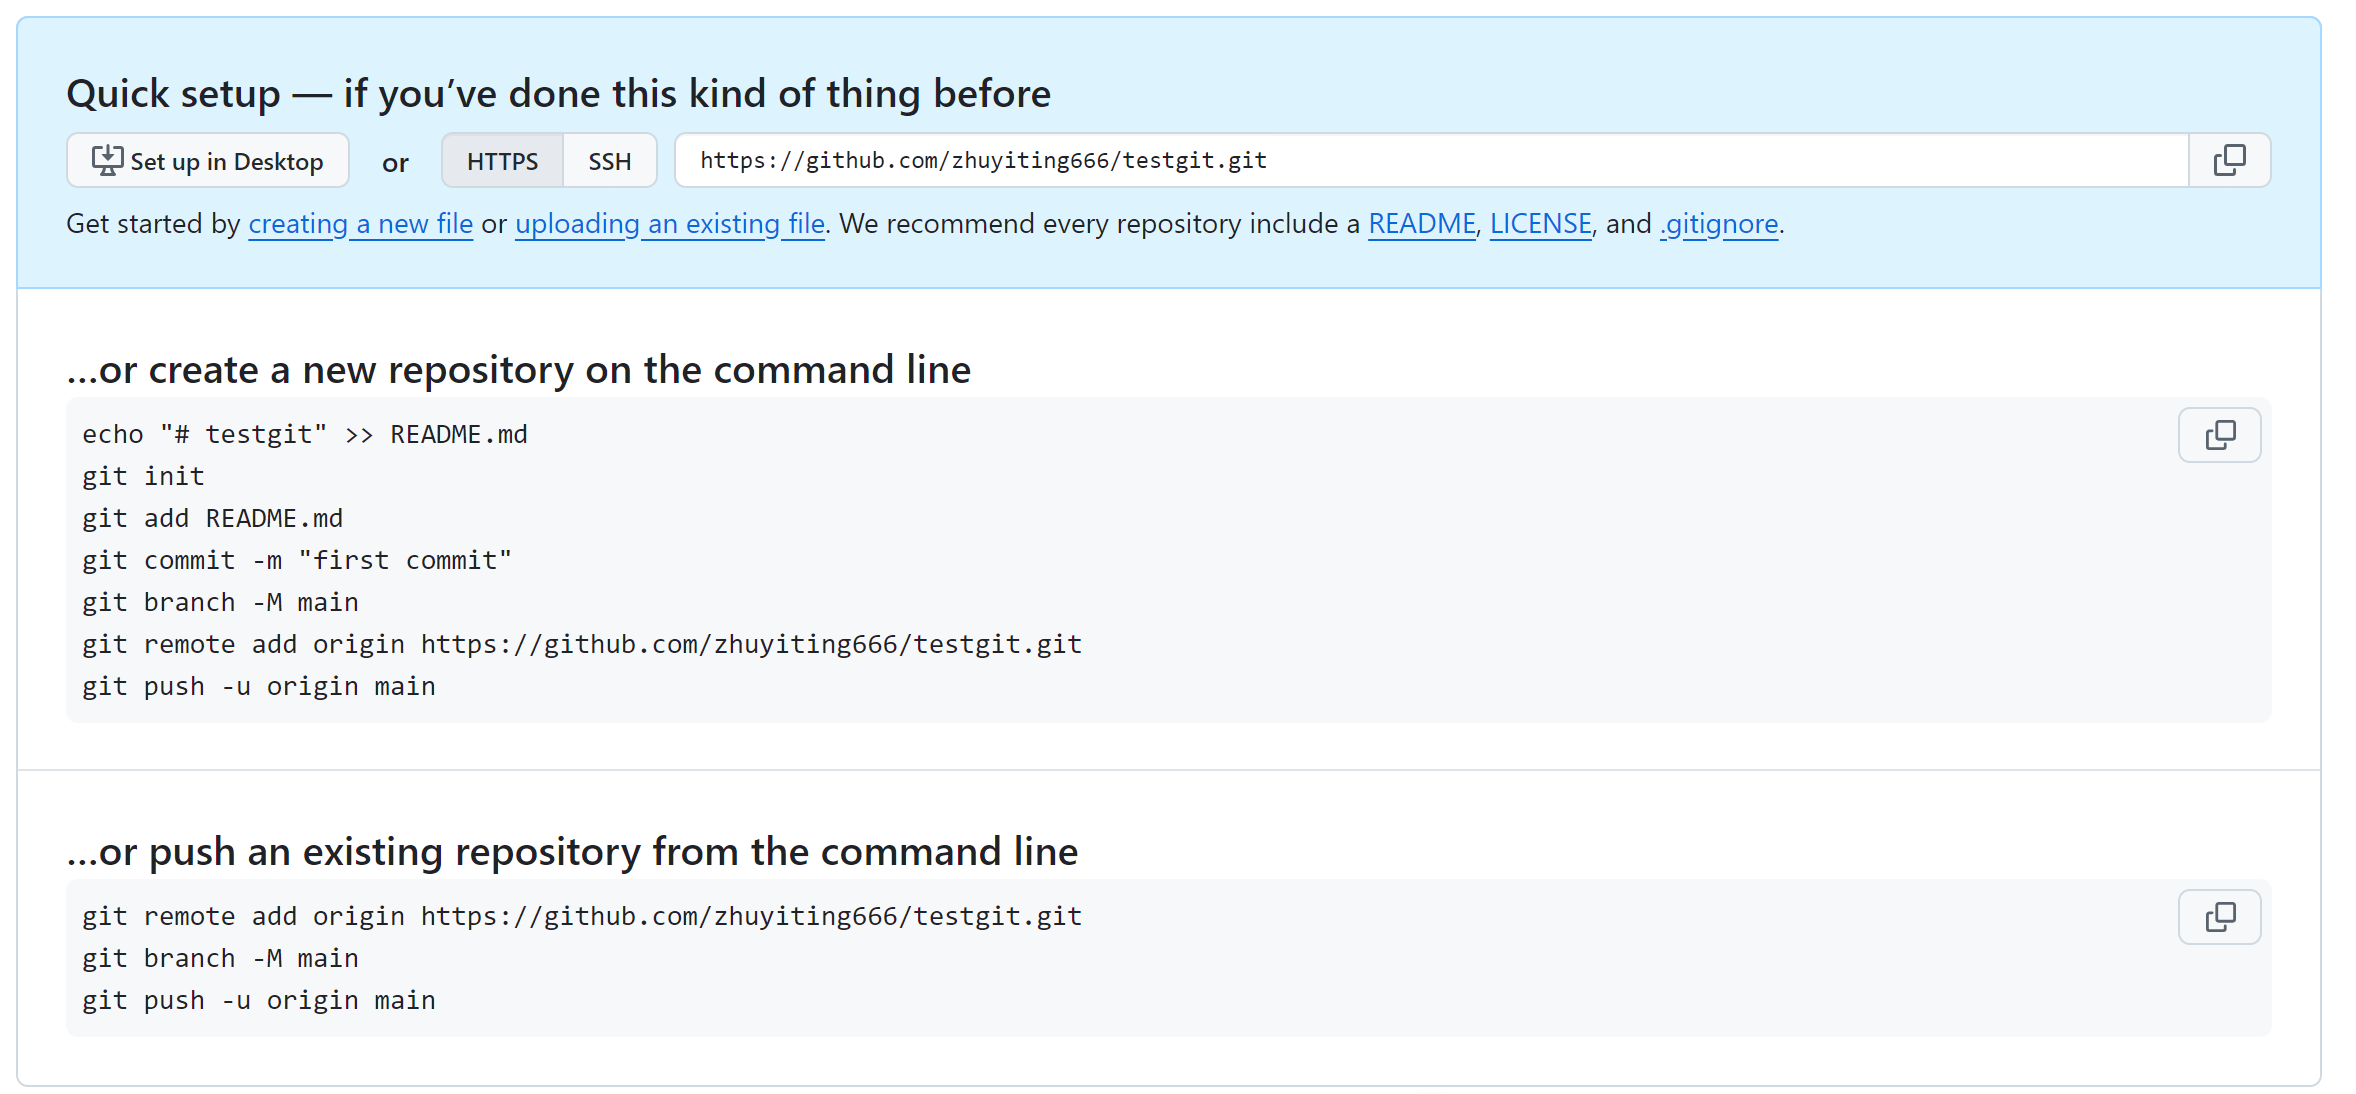 Quick setup — if you’ve done this kind of thing before
Set up in Desktop or HTTPS SSH https://github.com/zhuyiting666/testgit.git
Get started by creating a new file or uploading an existing file. We recommend every repository include a README, LICENSE, and .gitignore.
…or create a new repository on the command line
echo "# testgit" >> README.md
git init
git add README.md
git commit -m "first commit"
git branch -M main
git remote add origin https://github.com/zhuyiting666/testgit.git
git push -u origin main
…or push an existing repository from the command line
git remote add origin https://github.com/zhuyiting666/testgit.git
git branch -M main
git push -u origin main